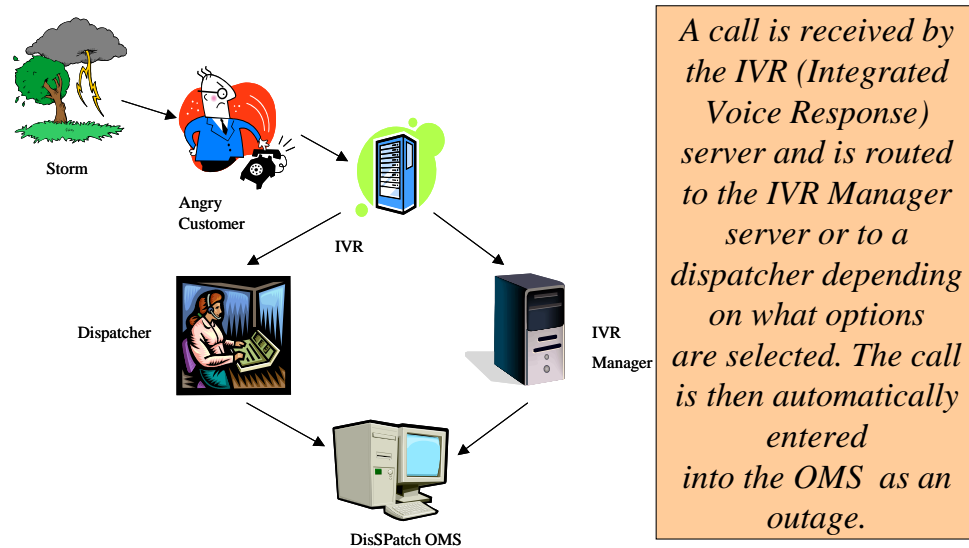 Storm
Angry
Customer
IVR
Dispatcher
IVR
Manager
DisSPatch OMS
A call is received by
the IVR (Integrated
Voice Response)
server and is routed
to the IVR Manager
server or to a
dispatcher depending
on what options
are selected. The call
is then automatically
entered
into the OMS as an
outage.